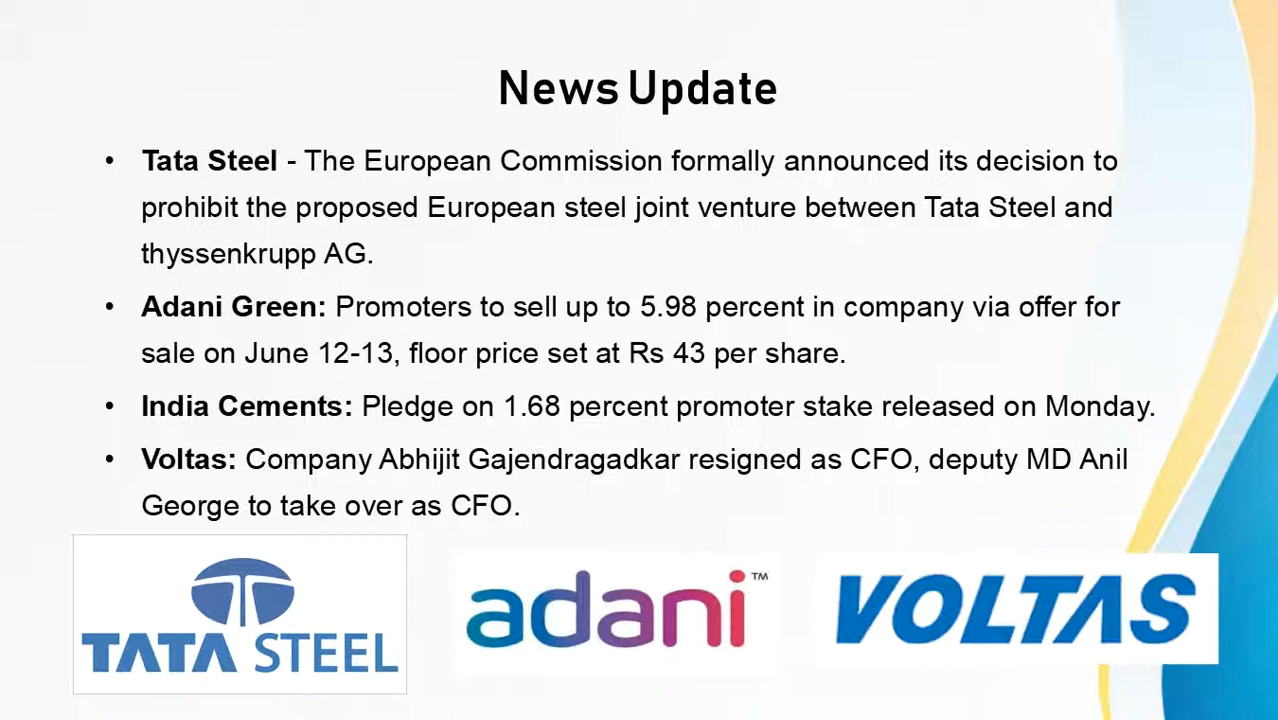 News Update
• Tata Steel - The European Commission formally announced its decision to
prohibit the proposed European steel joint venture between Tata Steel and
thyssenkrupp AG.
• Adani Green: Promoters to sell up to 5.98 percent in company via offer for
sale on June 12-13, floor price set at Rs 43 per share.
• India Cements: Pledge on 1.68 percent promoter stake released on Monday.
• Voltas: Company Abhijit Gajendragadkar resigned as CFO, deputy MD Anil
George to take over as CFO.
TATA STEEL
adani™
VOLTAS